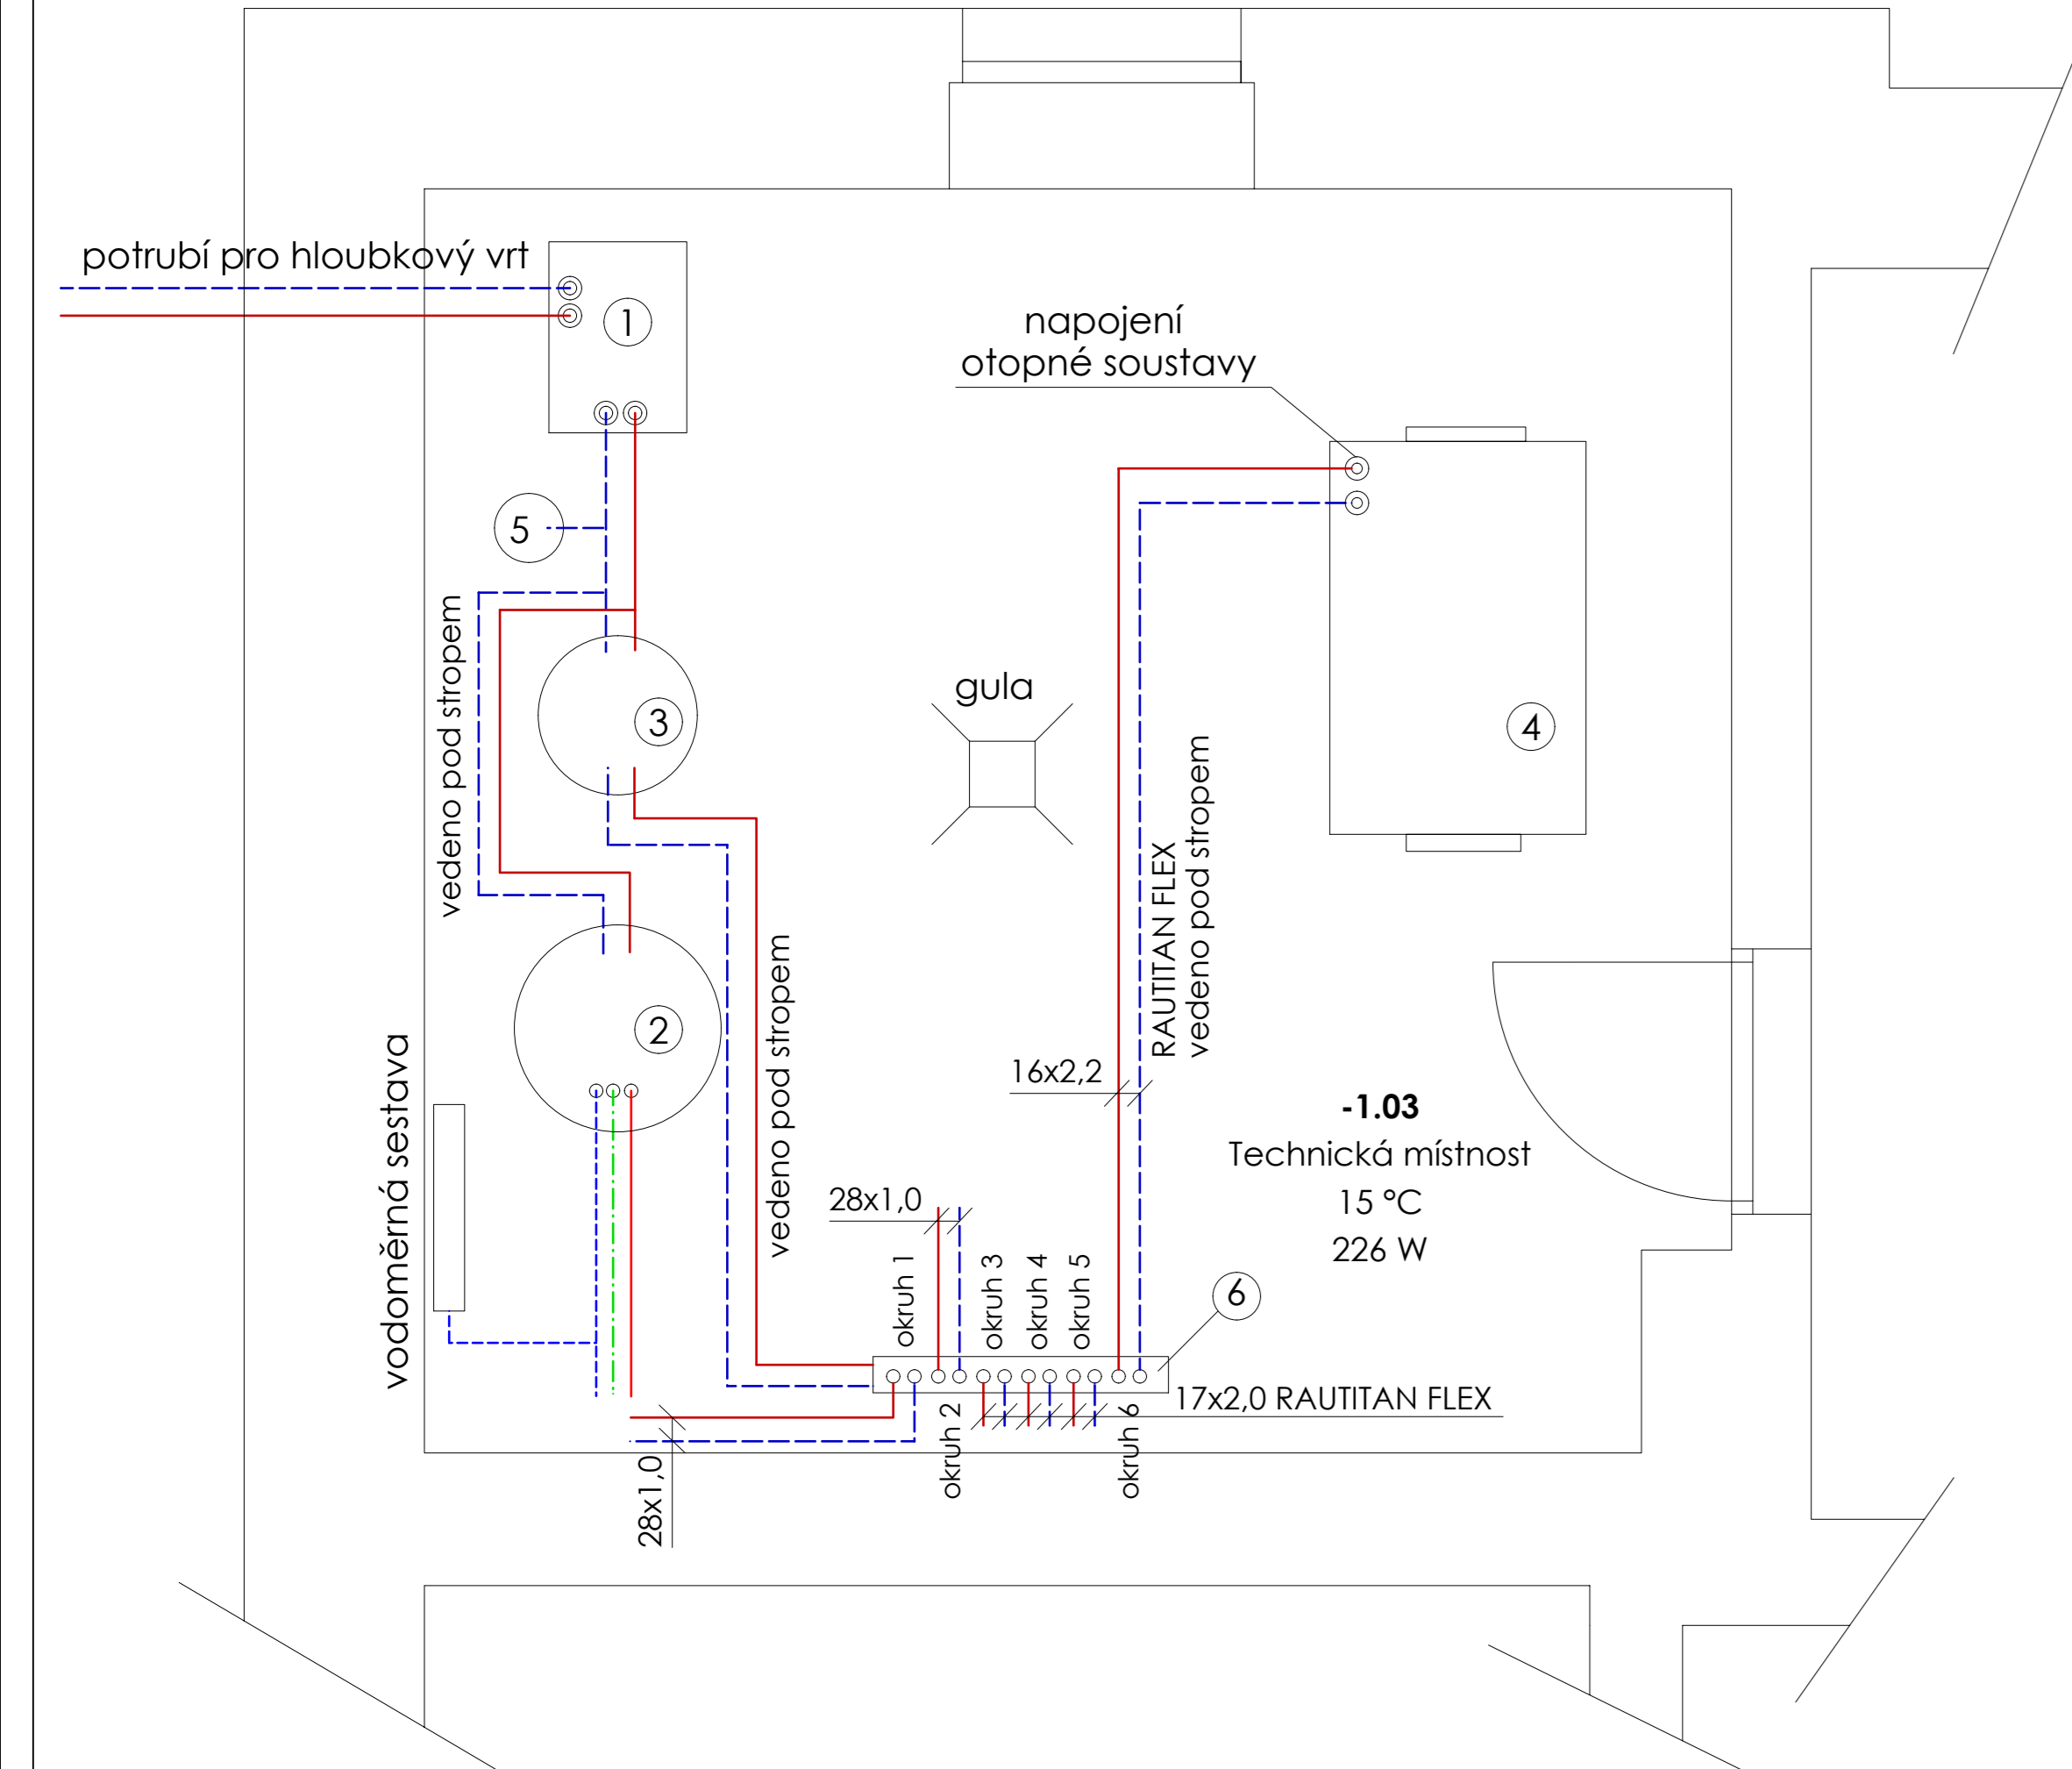 potrubí pro hloubkový vrt
1
napojení
otopné soustavy
5
vedeno pod stropem
3
gula
4
RAUTITAN FLEX
vedeno pod stropem
vedeno pod stropem
2
vodoměrná sestava
16x2,2
-1.03
Technická místnost
15 °C
226 W
28x1,0
okruh 1
okruh 3
okruh 4
okruh 5
6
17x2,0 RAUTITAN FLEX
okruh 2
okruh 6
28x1,0